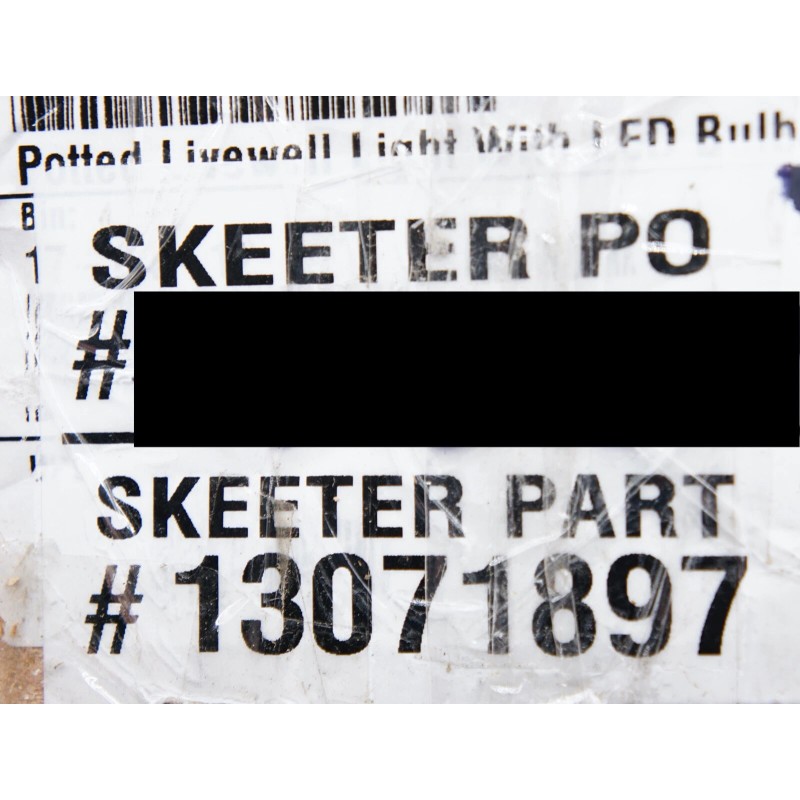 Potted Livewell Light With LED Bulb
SKEETER PO
#
SKEETER PART
# 13071897